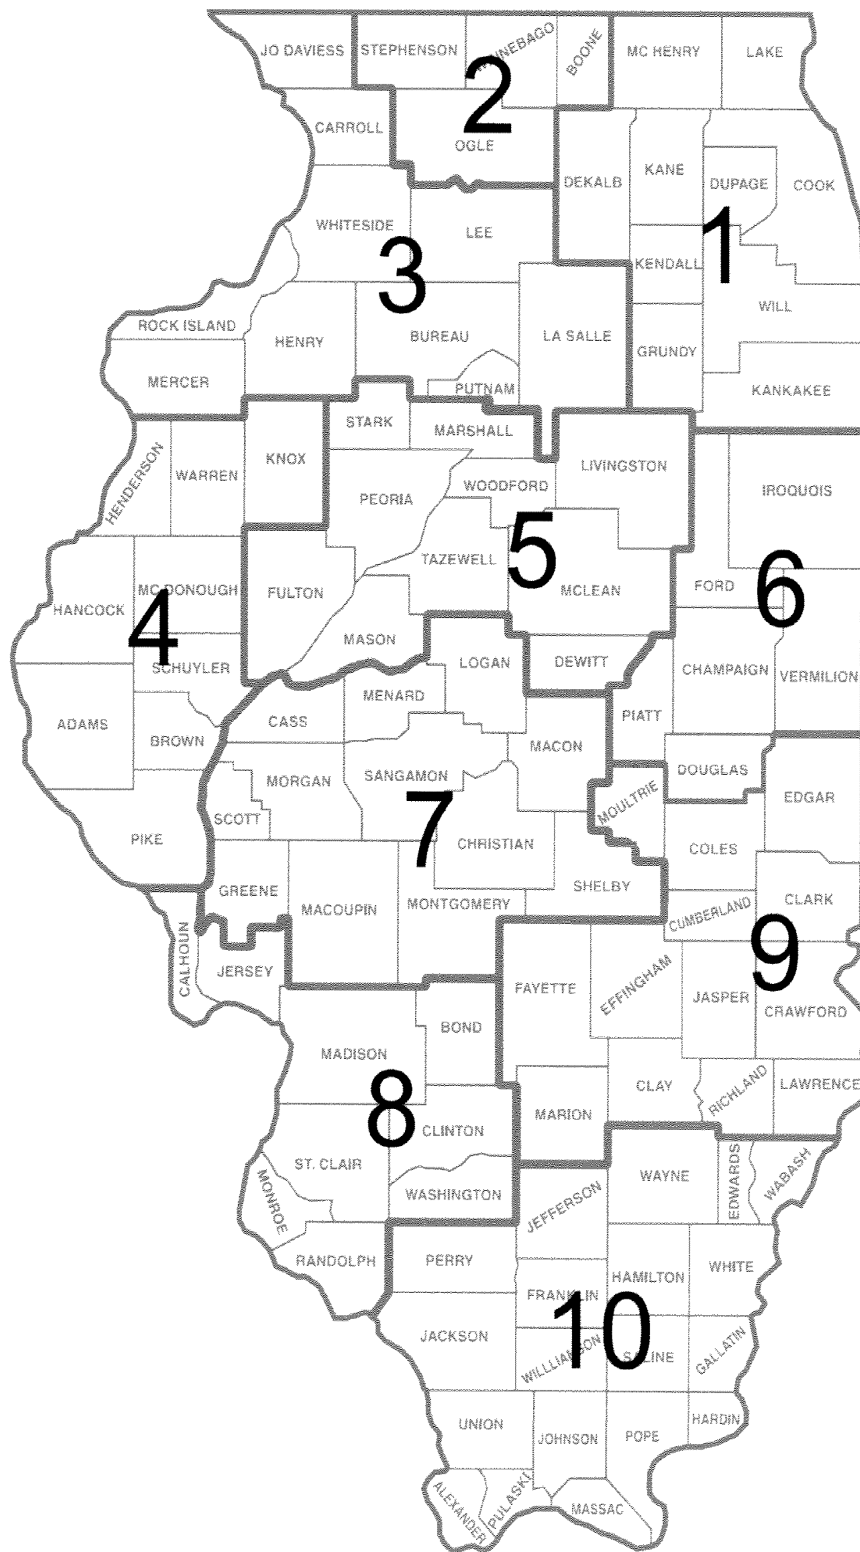 JO DAVIESS
STEPHENSON
WINNEBAGO
BOONE
MC HENRY
LAKE
2
CARROLL
OGLE
DEKALB
KANE
DUPAGE
COOK
WHITESIDE
LEE
1
KENDALL
3
WILL
ROCK ISLAND
HENRY
BUREAU
LA SALLE
GRUNDY
MERCER
PUTNAM
KANKAKEE
STARK
MARSHALL
HENDERSON
WARREN
KNOX
LIVINGSTON
PEORIA
WOODFORD
IROQUOIS
5
TAZEWELL
MCLEAN
FORD
6
HANCOCK
MC DONOUGH
FULTON
4
MASON
LOGAN
DEWITT
CHAMPAIGN
VERMILION
SCHUYLER
MENARD
ADAMS
BROWN
CASS
MACON
PIATT
MORGAN
SANGAMON
DOUGLAS
EDGAR
SCOTT
7
MOULTRIE
PIKE
CHRISTIAN
COLES
GREENE
MACOUPIN
MONTGOMERY
SHELBY
CUMBERLAND
CLARK
CALHOUN
JERSEY
FAYETTE
EFFINGHAM
JASPER
9
CRAWFORD
MADISON
BOND
CLAY
RICHLAND
LAWRENCE
8
CLINTON
MARION
ST. CLAIR
WASHINGTON
MONROE
JEFFERSON
WAYNE
EDWARDS
WABASH
RANDOLPH
PERRY
HAMILTON
WHITE
FRANKLIN
10
JACKSON
WILLLIAMSON
SALINE
GALLATIN
UNION
JOHNSON
POPE
HARDIN
ALEXANDER
PULASKI
MASSAC